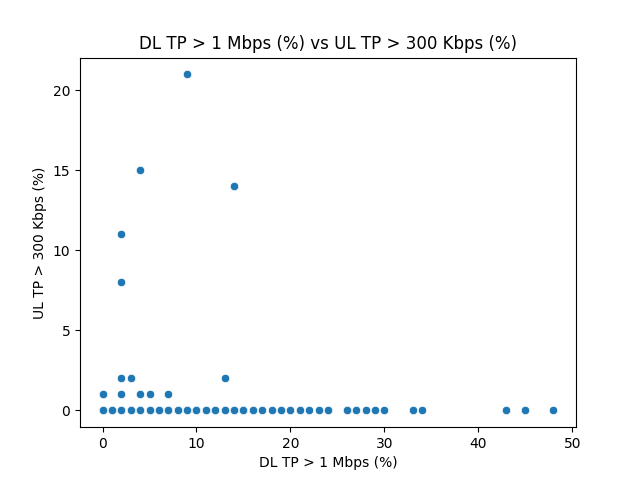 DL TP > 1 Mbps (%) vs UL TP > 300 Kbps (%)
UL TP > 300 Kbps (%)
20
15
10
5
0
0 10 20 30 40 50
DL TP > 1 Mbps (%)